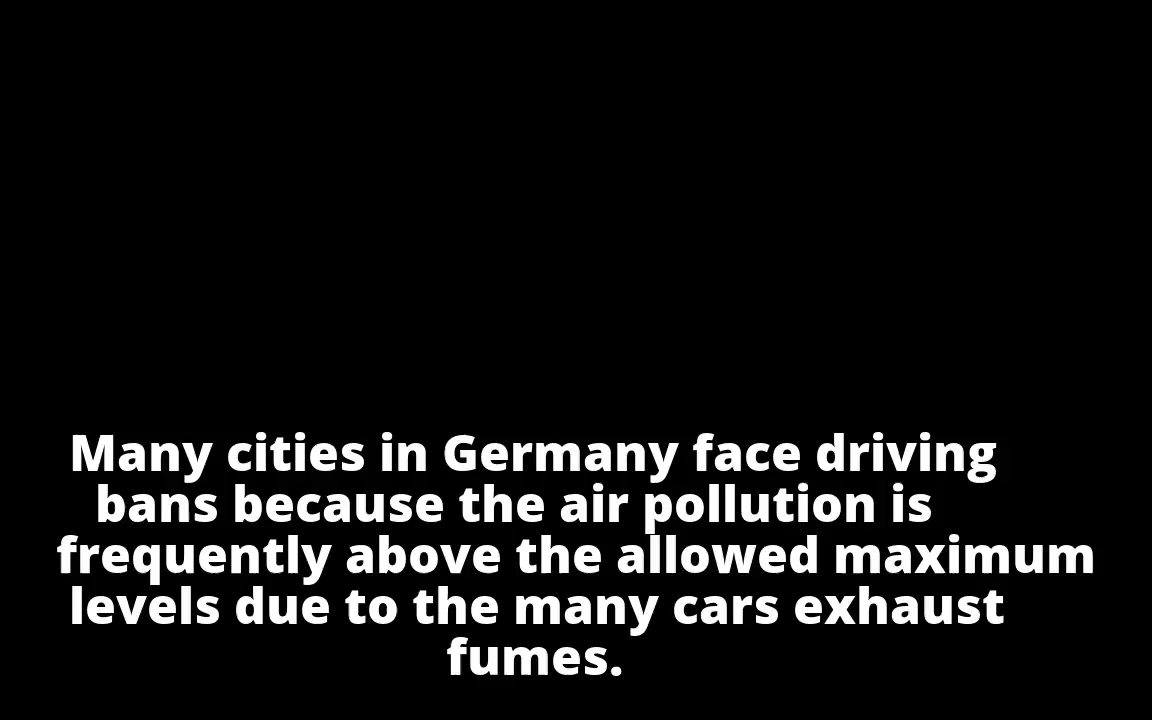 Many cities in Germany face driving
bans because the air pollution is
frequently above the allowed maximum
levels due to the many cars exhaust
fumes.